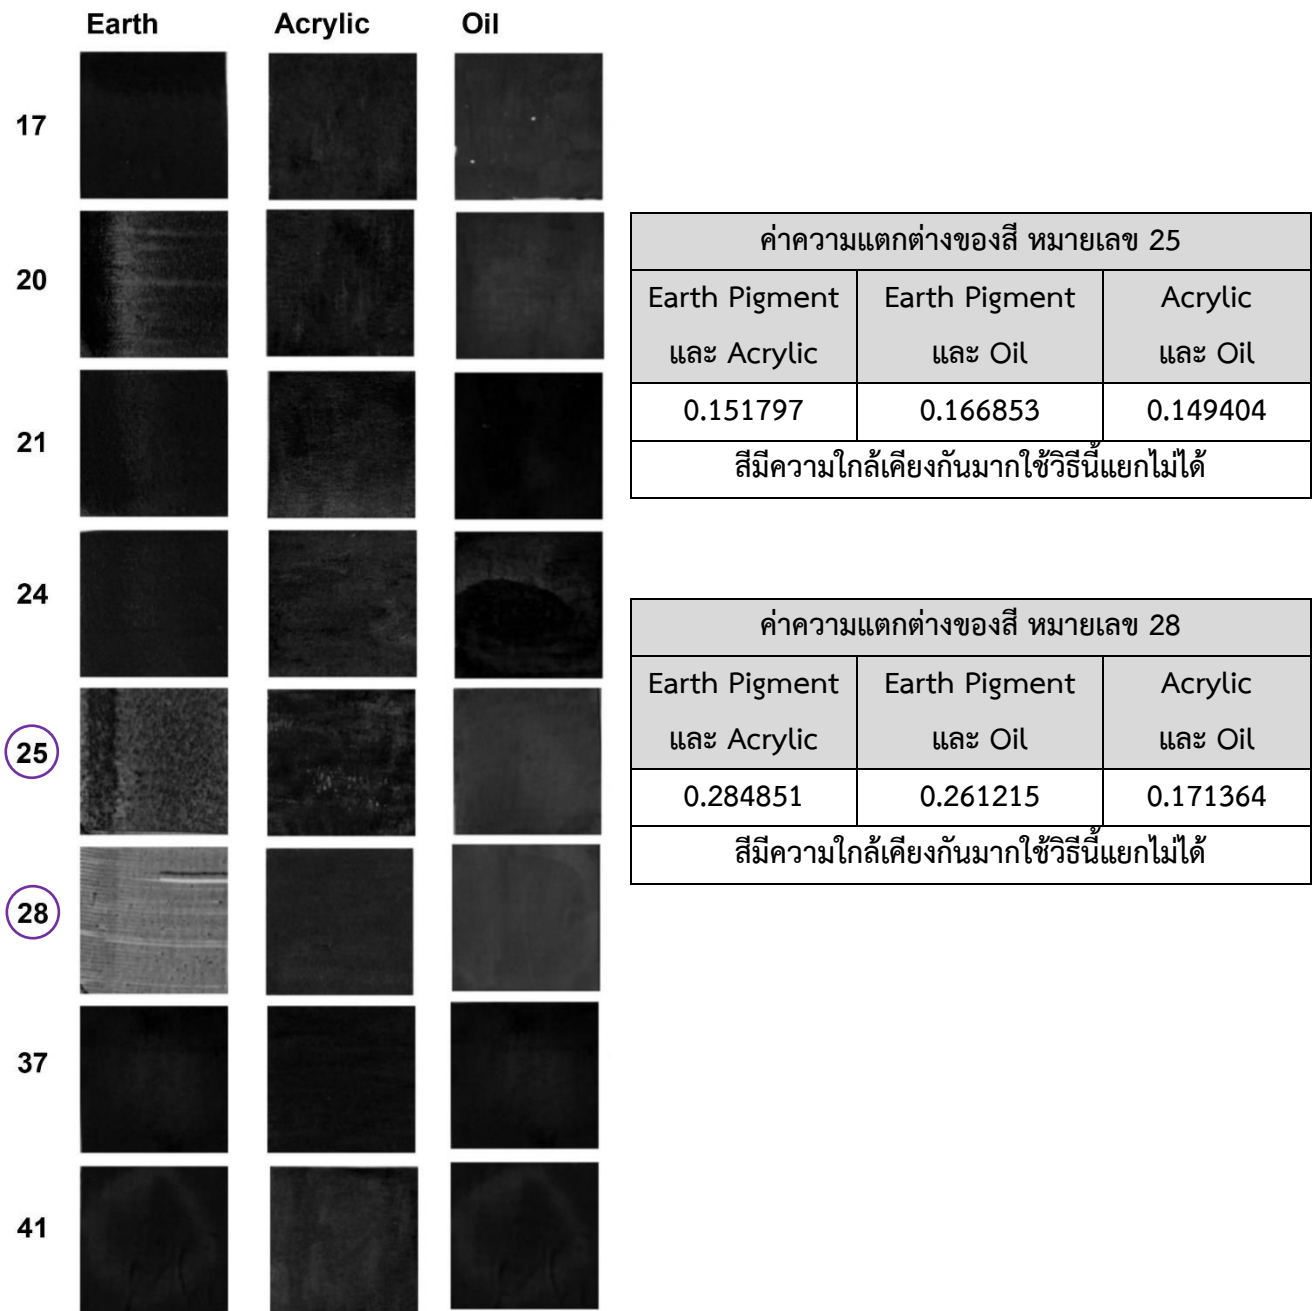 Earth Acrylic Oil
17
20
21
24
25
28
37
41
ค่าความแตกต่างของสี หมายเลข 25
Earth Pigment และ Acrylic
Earth Pigment และ Oil
Acrylic และ Oil
0.151797 0.166853 0.149404
สีมีความใกล้เคียงกันมากใช้วิธีนี้แยกไม่ได้
ค่าความแตกต่างของสี หมายเลข 28
Earth Pigment และ Acrylic
Earth Pigment และ Oil
Acrylic และ Oil
0.284851 0.261215 0.171364
สีมีความใกล้เคียงกันมากใช้วิธีนี้แยกไม่ได้